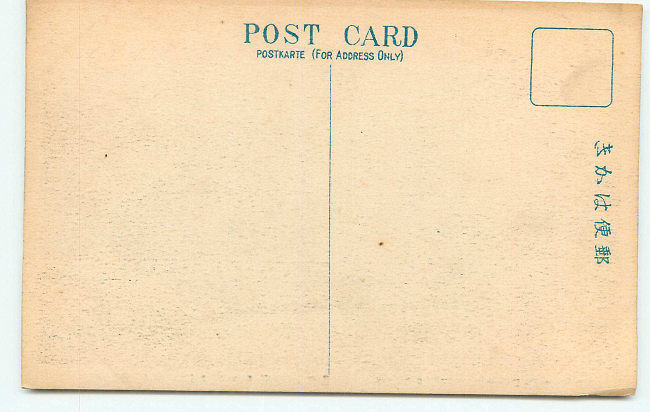 POST CARD
POSTKARTE (FOR ADDRESS ONLY)
郵便はかき